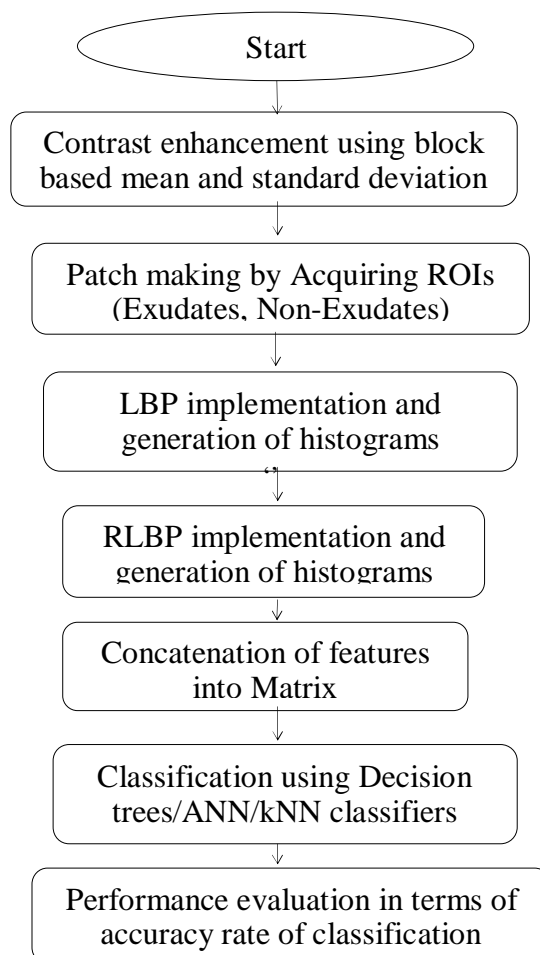 Start
Contrast enhancement using block
based mean and standard deviation
Patch making by Acquiring ROIs
(Exudates, Non-Exudates)
LBP implementation and
generation of histograms
RLBP implementation and
generation of histograms
Concatenation of features
into Matrix
Classification using Decision
trees/ANN/kNN classifiers
Performance evaluation in terms of
accuracy rate of classification